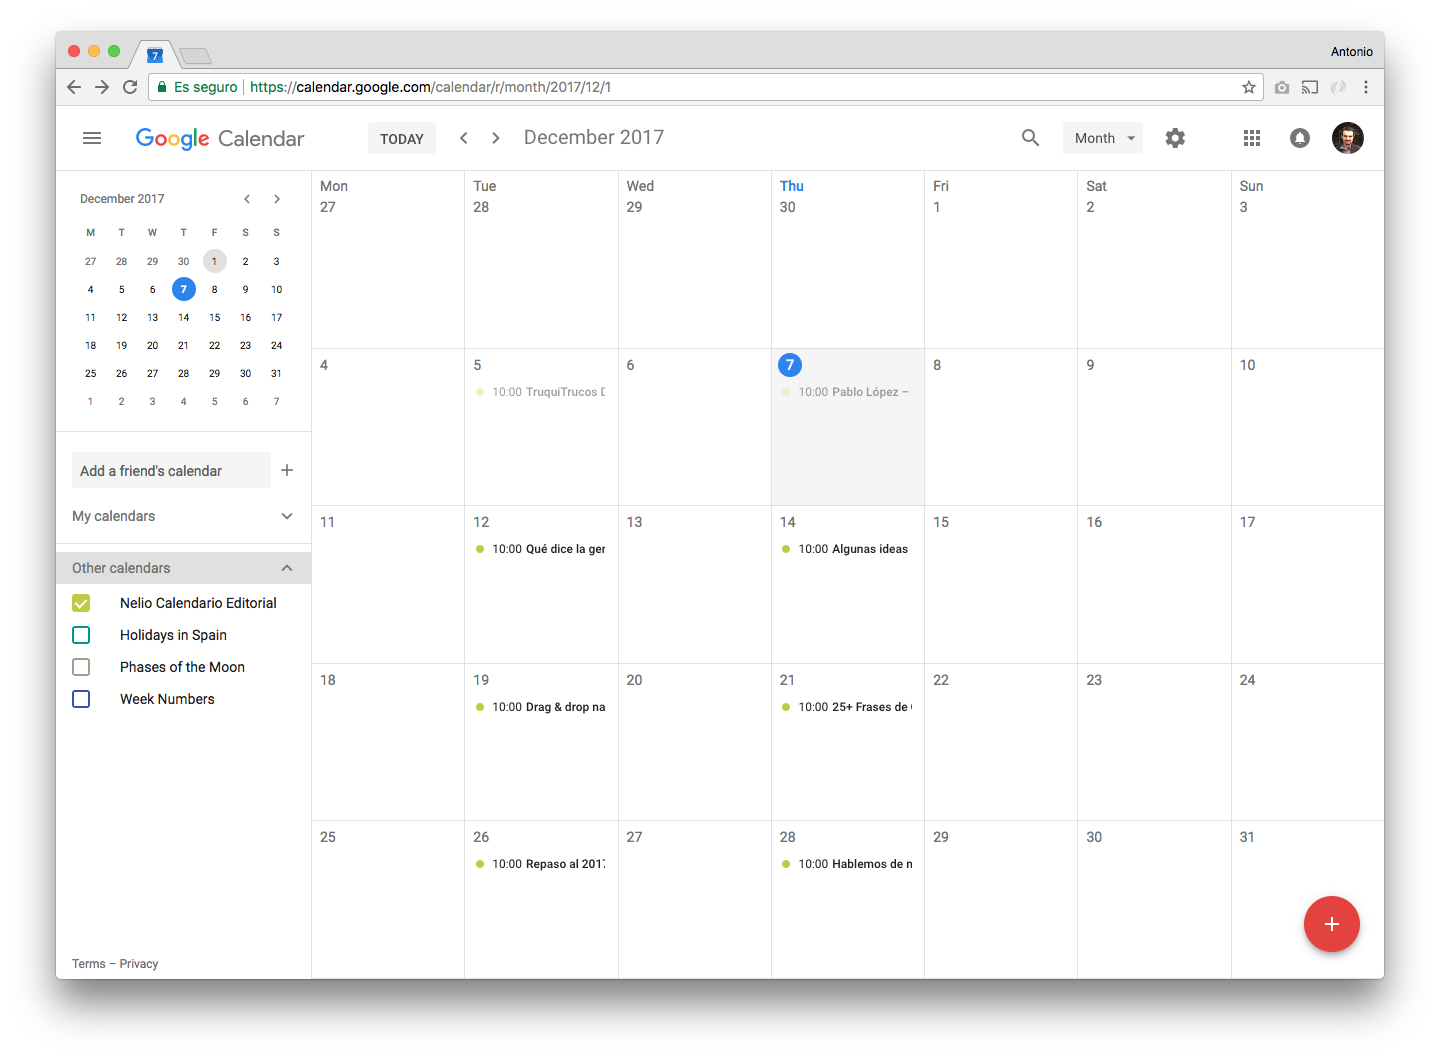 7
Antonio
Es seguro
https://calendar.google.com/calendar/r/month/2017/12/1
Google Calendar
TODAY
December 2017
Month
December 2017
M T W T F S S
27 28 29 30 1 2 3
4 5 6 7 8 9 10
11 12 13 14 15 16 17
18 19 20 21 22 23 24
25 26 27 28 29 30 31
1 2 3 4 5 6 7
Add a friend's calendar
My calendars
Other calendars
Nelio Calendario Editorial
Holidays in Spain
Phases of the Moon
Week Numbers
Terms – Privacy
Mon Tue Wed Thu Fri Sat Sun
27 28 29 30 1 2 3
4 5 6 7 8 9 10
10:00 TruquiTrucos
10:00 Pablo López –
11 12 13 14 15 16 17
10:00 Qué dice la ger
10:00 Algunas ideas
18 19 20 21 22 23 24
10:00 Drag & drop na
10:00 25+ Frases de
25 26 27 28 29 30 31
10:00 Repaso al 2017
10:00 Hablemos de n